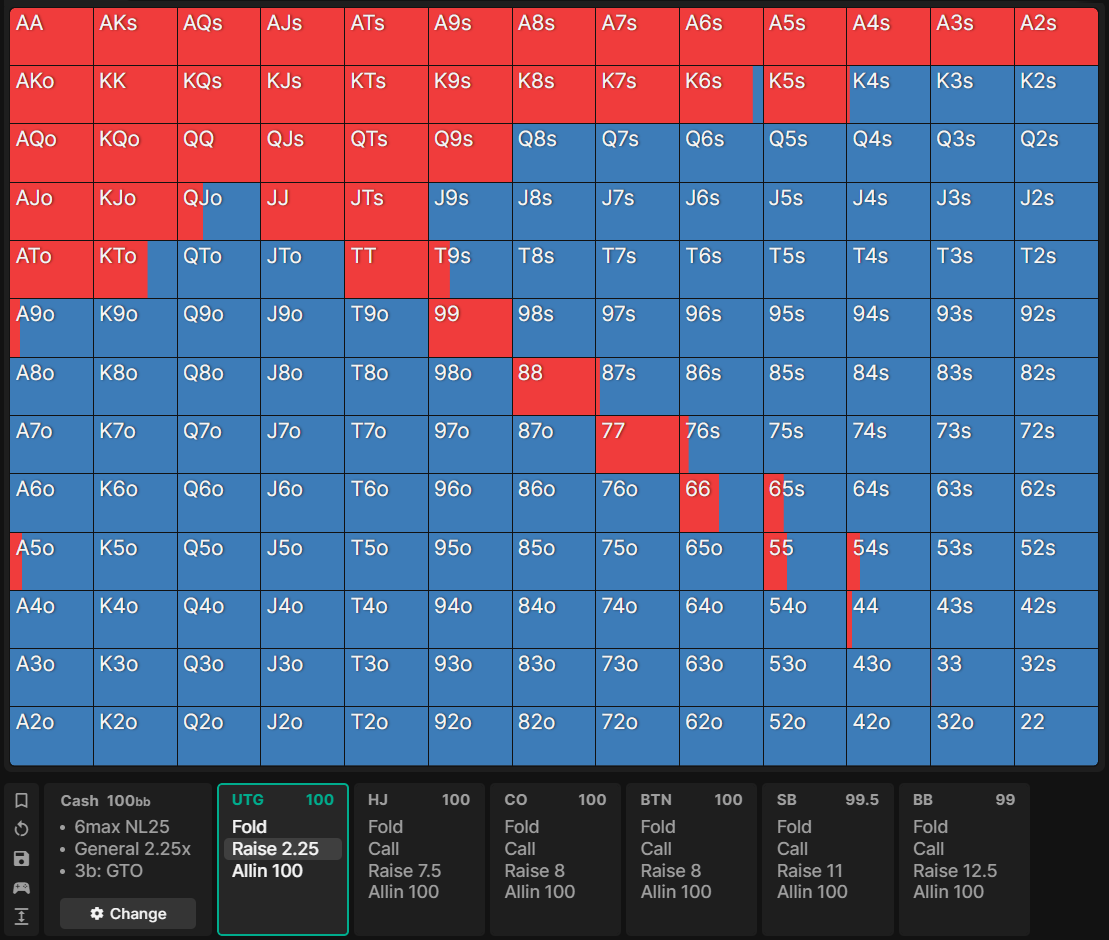 AA AKs AQs AJs ATs A9s A8s A7s A6s A5s A4s A3s A2s
AKo KK KQs KJs KTs K9s K8s K7s K6s K5s K4s K3s K2s
AQo KQo QQ QJs QTs Q9s Q8s Q7s Q6s Q5s Q4s Q3s Q2s
AJo KJo QJo JJ JTs J9s J8s J7s J6s J5s J4s J3s J2s
ATo KTo QTo JTo TT T9s T8s T7s T6s T5s T4s T3s T2s
A9o K9o Q9o J9o T9o 99 98s 97s 96s 95s 94s 93s 92s
A8o K8o Q8o J8o T8o 98o 88 87s 86s 85s 84s 83s 82s
A7o K7o Q7o J7o T7o 97o 87o 77 76s 75s 74s 73s 72s
A6o K6o Q6o J6o T6o 96o 86o 76o 66 65s 64s 63s 62s
A5o K5o Q5o J5o T5o 95o 85o 75o 65o 55 54s 53s 52s
A4o K4o Q4o J4o T4o 94o 84o 74o 64o 54o 44 43s 42s
A3o K3o Q3o J3o T3o 93o 83o 73o 63o 53o 43o 33 32s
A2o K2o Q2o J2o T2o 92o 82o 72o 62o 52o 42o 32o 22
Cash 100bb
• 6max NL25
• General 2.25x
• 3b: GTO
Change
UTG 100
Fold
Raise 2.25
Allin 100
HJ 100
Fold
Call
Raise 7.5
Allin 100
CO 100
Fold
Call
Raise 8
Allin 100
BTN 100
Fold
Call
Raise 8
Allin 100
SB 99.5
Fold
Call
Raise 11
Allin 100
BB 99
Fold
Call
Raise 12.5
Allin 100